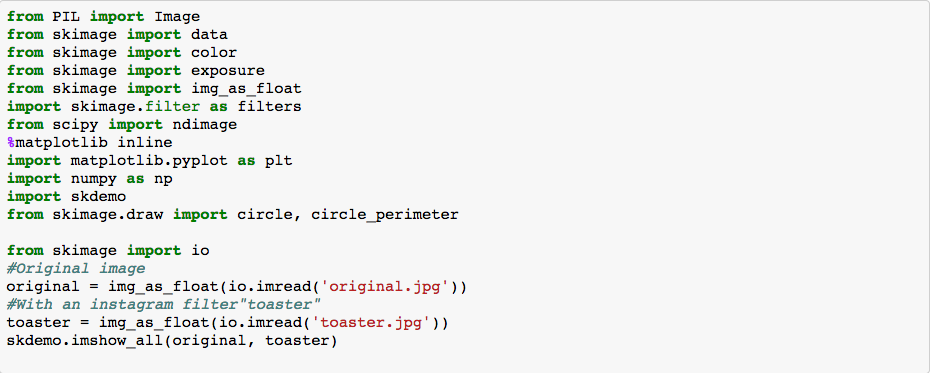 from PIL import Image
from skimage import data
from skimage import color
from skimage import exposure
from skimage import img_as_float
import skimage.filter as filters
from scipy import ndimage
%matplotlib inline
import matplotlib.pyplot as plt
import numpy as np
import skdemo
from skimage.draw import circle, circle_perimeter
from skimage import io
#Original image
original = img_as_float(io.imread('original.jpg'))
#With an instagram filter"toaster"
toaster = img_as_float(io.imread('toaster.jpg'))
skdemo.imshow_all(original, toaster)